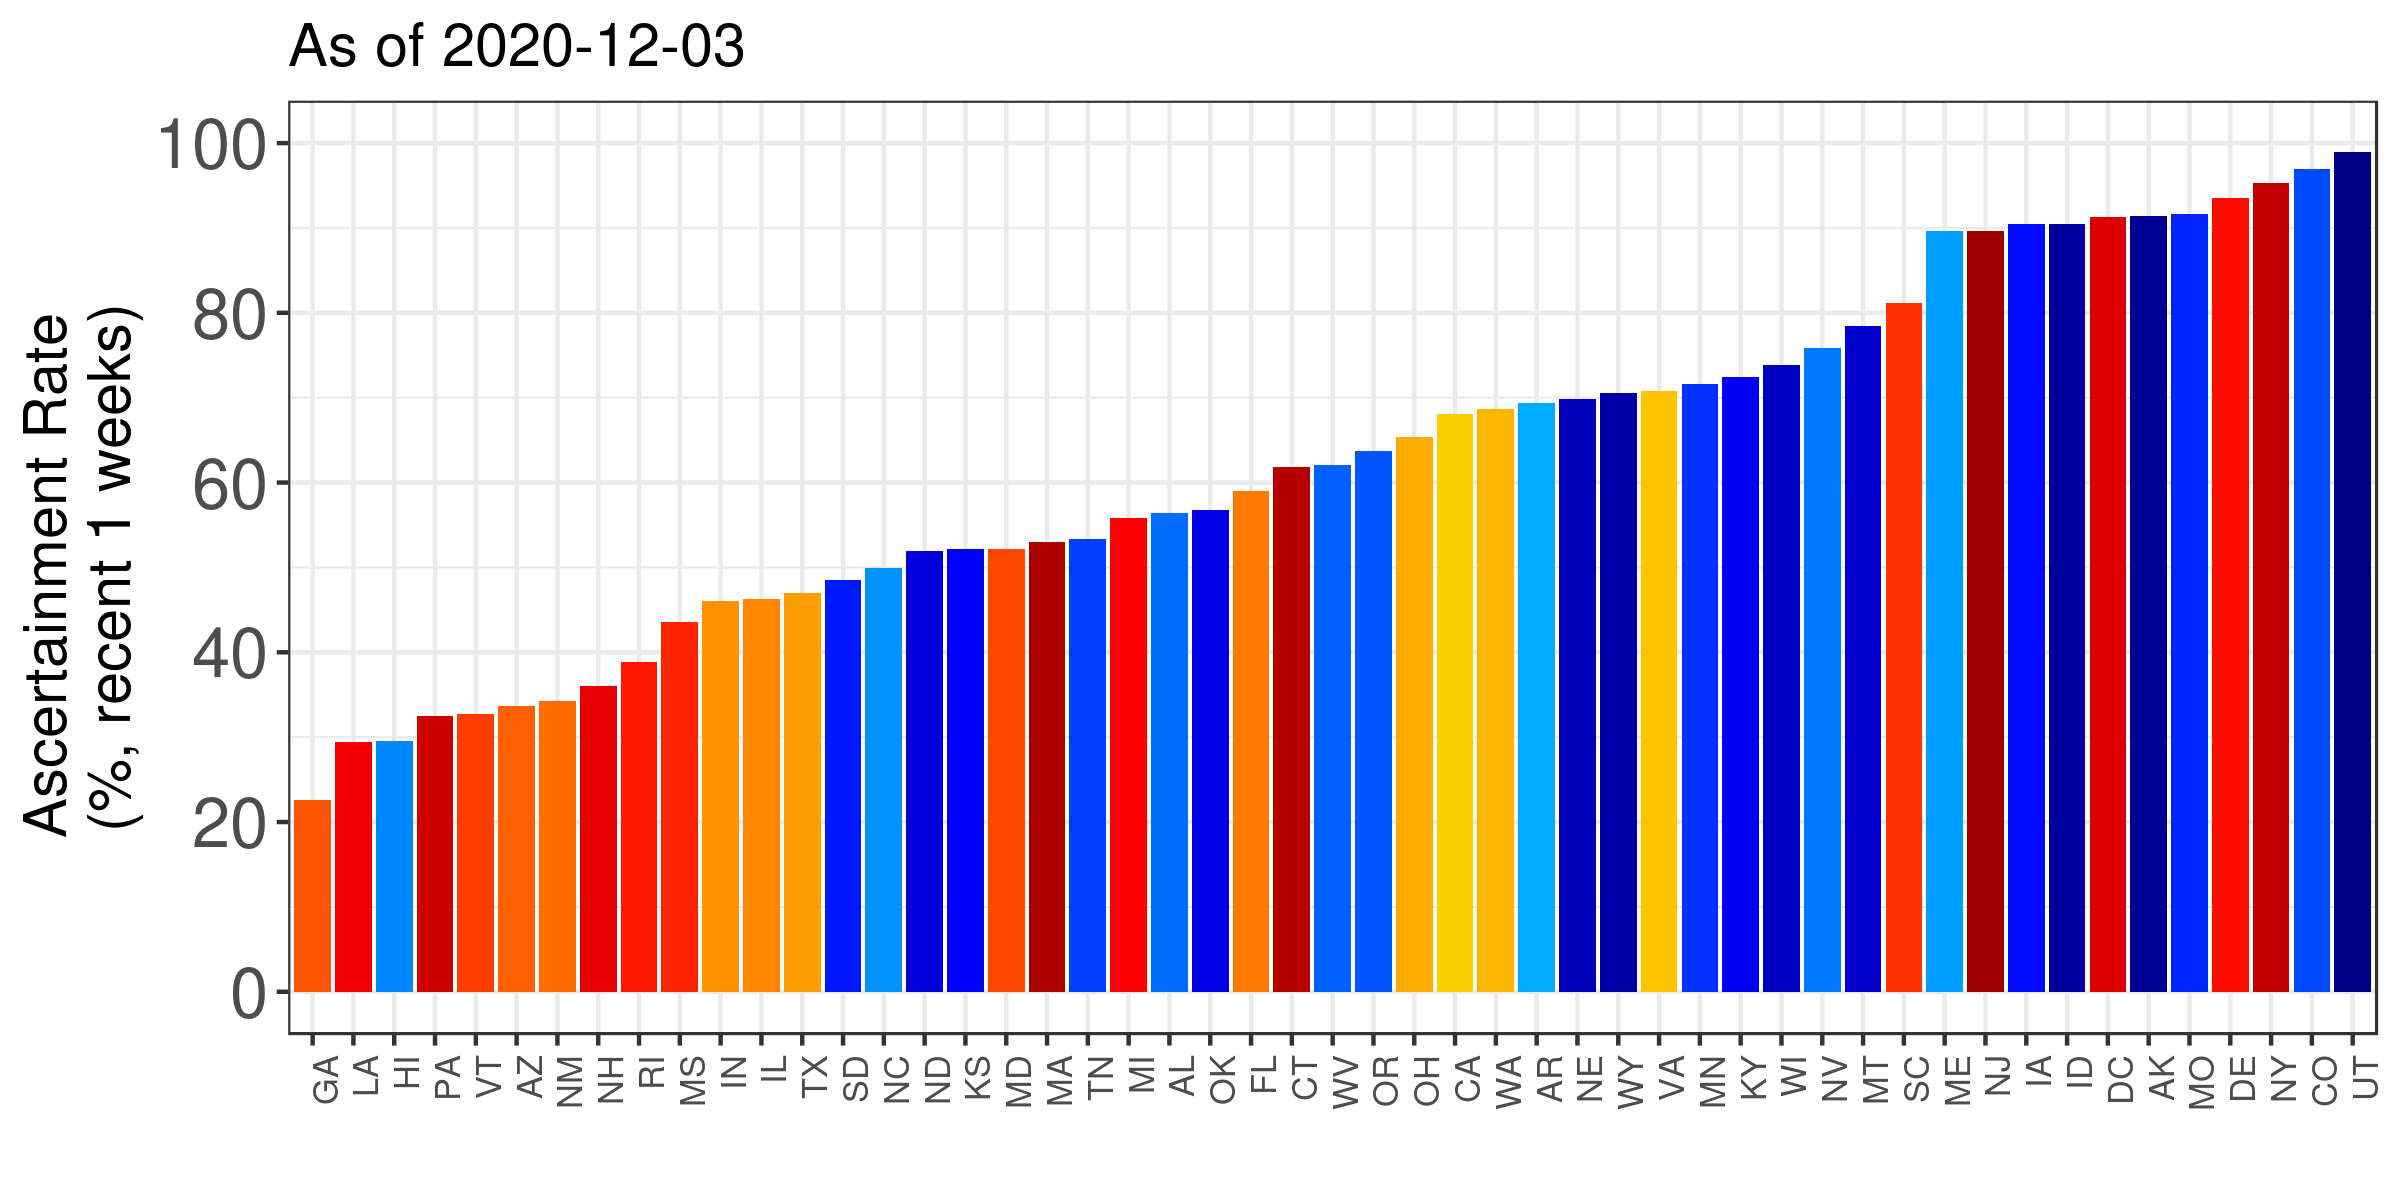 As of 2020-12-03
Ascertainment Rate
(%, recent 1 weeks)
100
80
60
40
20
0
GA LA HI PA VT AZ NM NH RI MS IN IL TX SD NC ND KS MD MA TN MI AL OK FL CT WV OR OH CA WA AR NE WY VA MN KY WI NV MT SC ME NJ IA ID DC AK MO DE NY CO UT